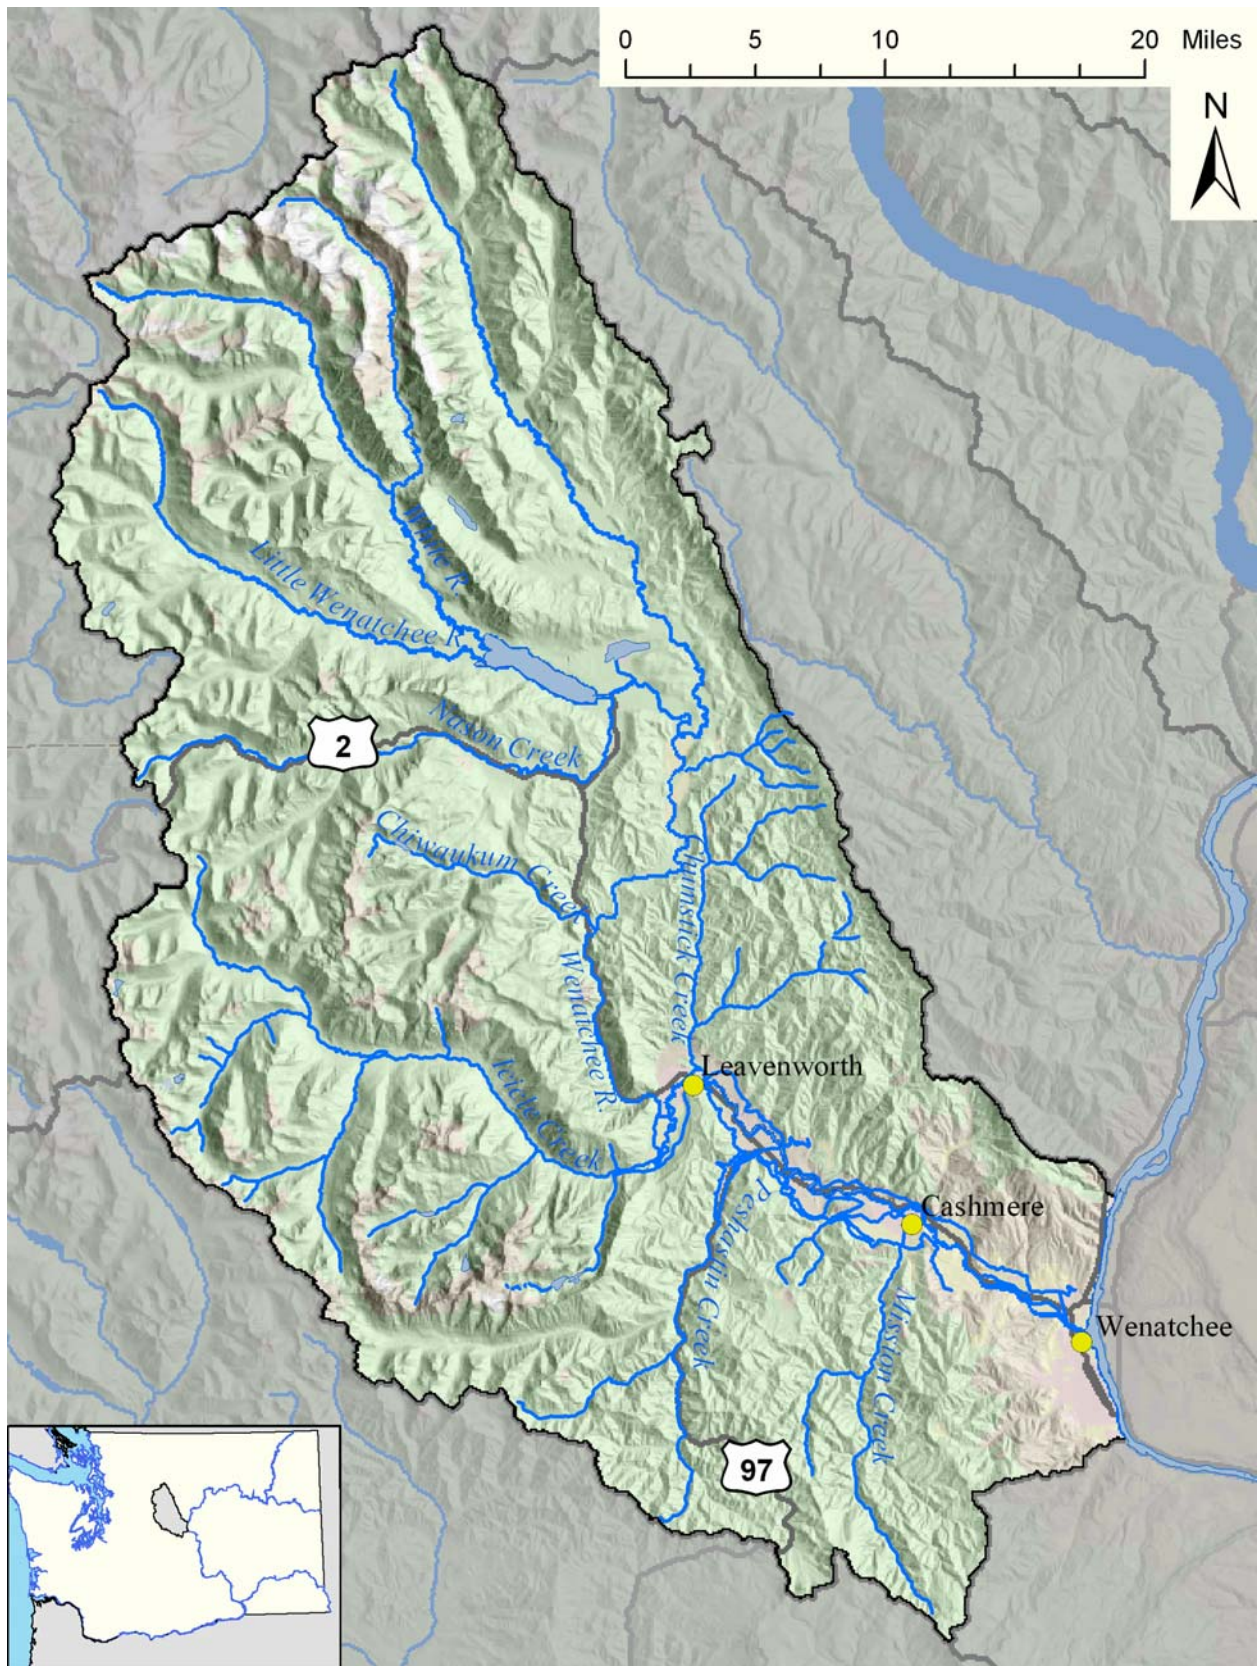 0 5 10 20 Miles
N
White R.
Little Wenatchee R.
Nason Creek
2
Chiwaukum Creek
Chumstick Creek
Wenatchee R.
Icicle Creek
Leavenworth
Peshastin Creek
Cashmere
Mission Creek
Wenatchee
97